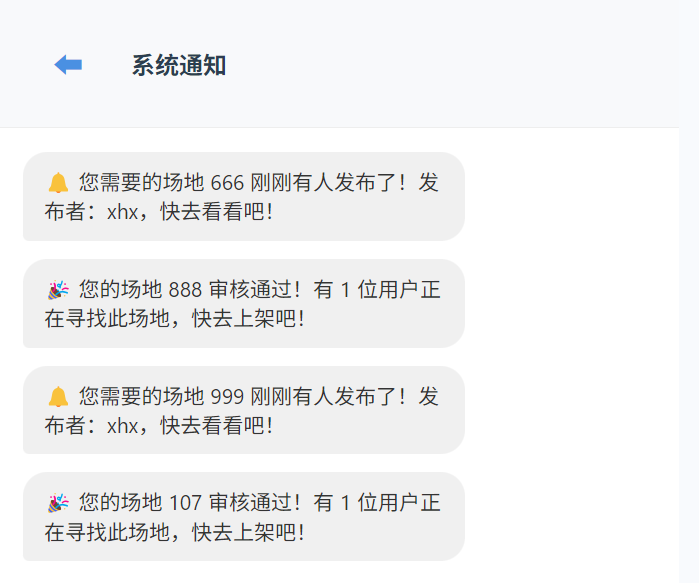 系统通知
🔔 您需要的场地 666 刚刚有人发布了！发
布者：xhx，快去看看吧！
🎉 您的场地 888 审核通过！有 1 位用户正
在寻找此场地，快去上架吧！
🔔 您需要的场地 999 刚刚有人发布了！发
布者：xhx，快去看看吧！
🎉 您的场地 107 审核通过！有 1 位用户正
在寻找此场地，快去上架吧！